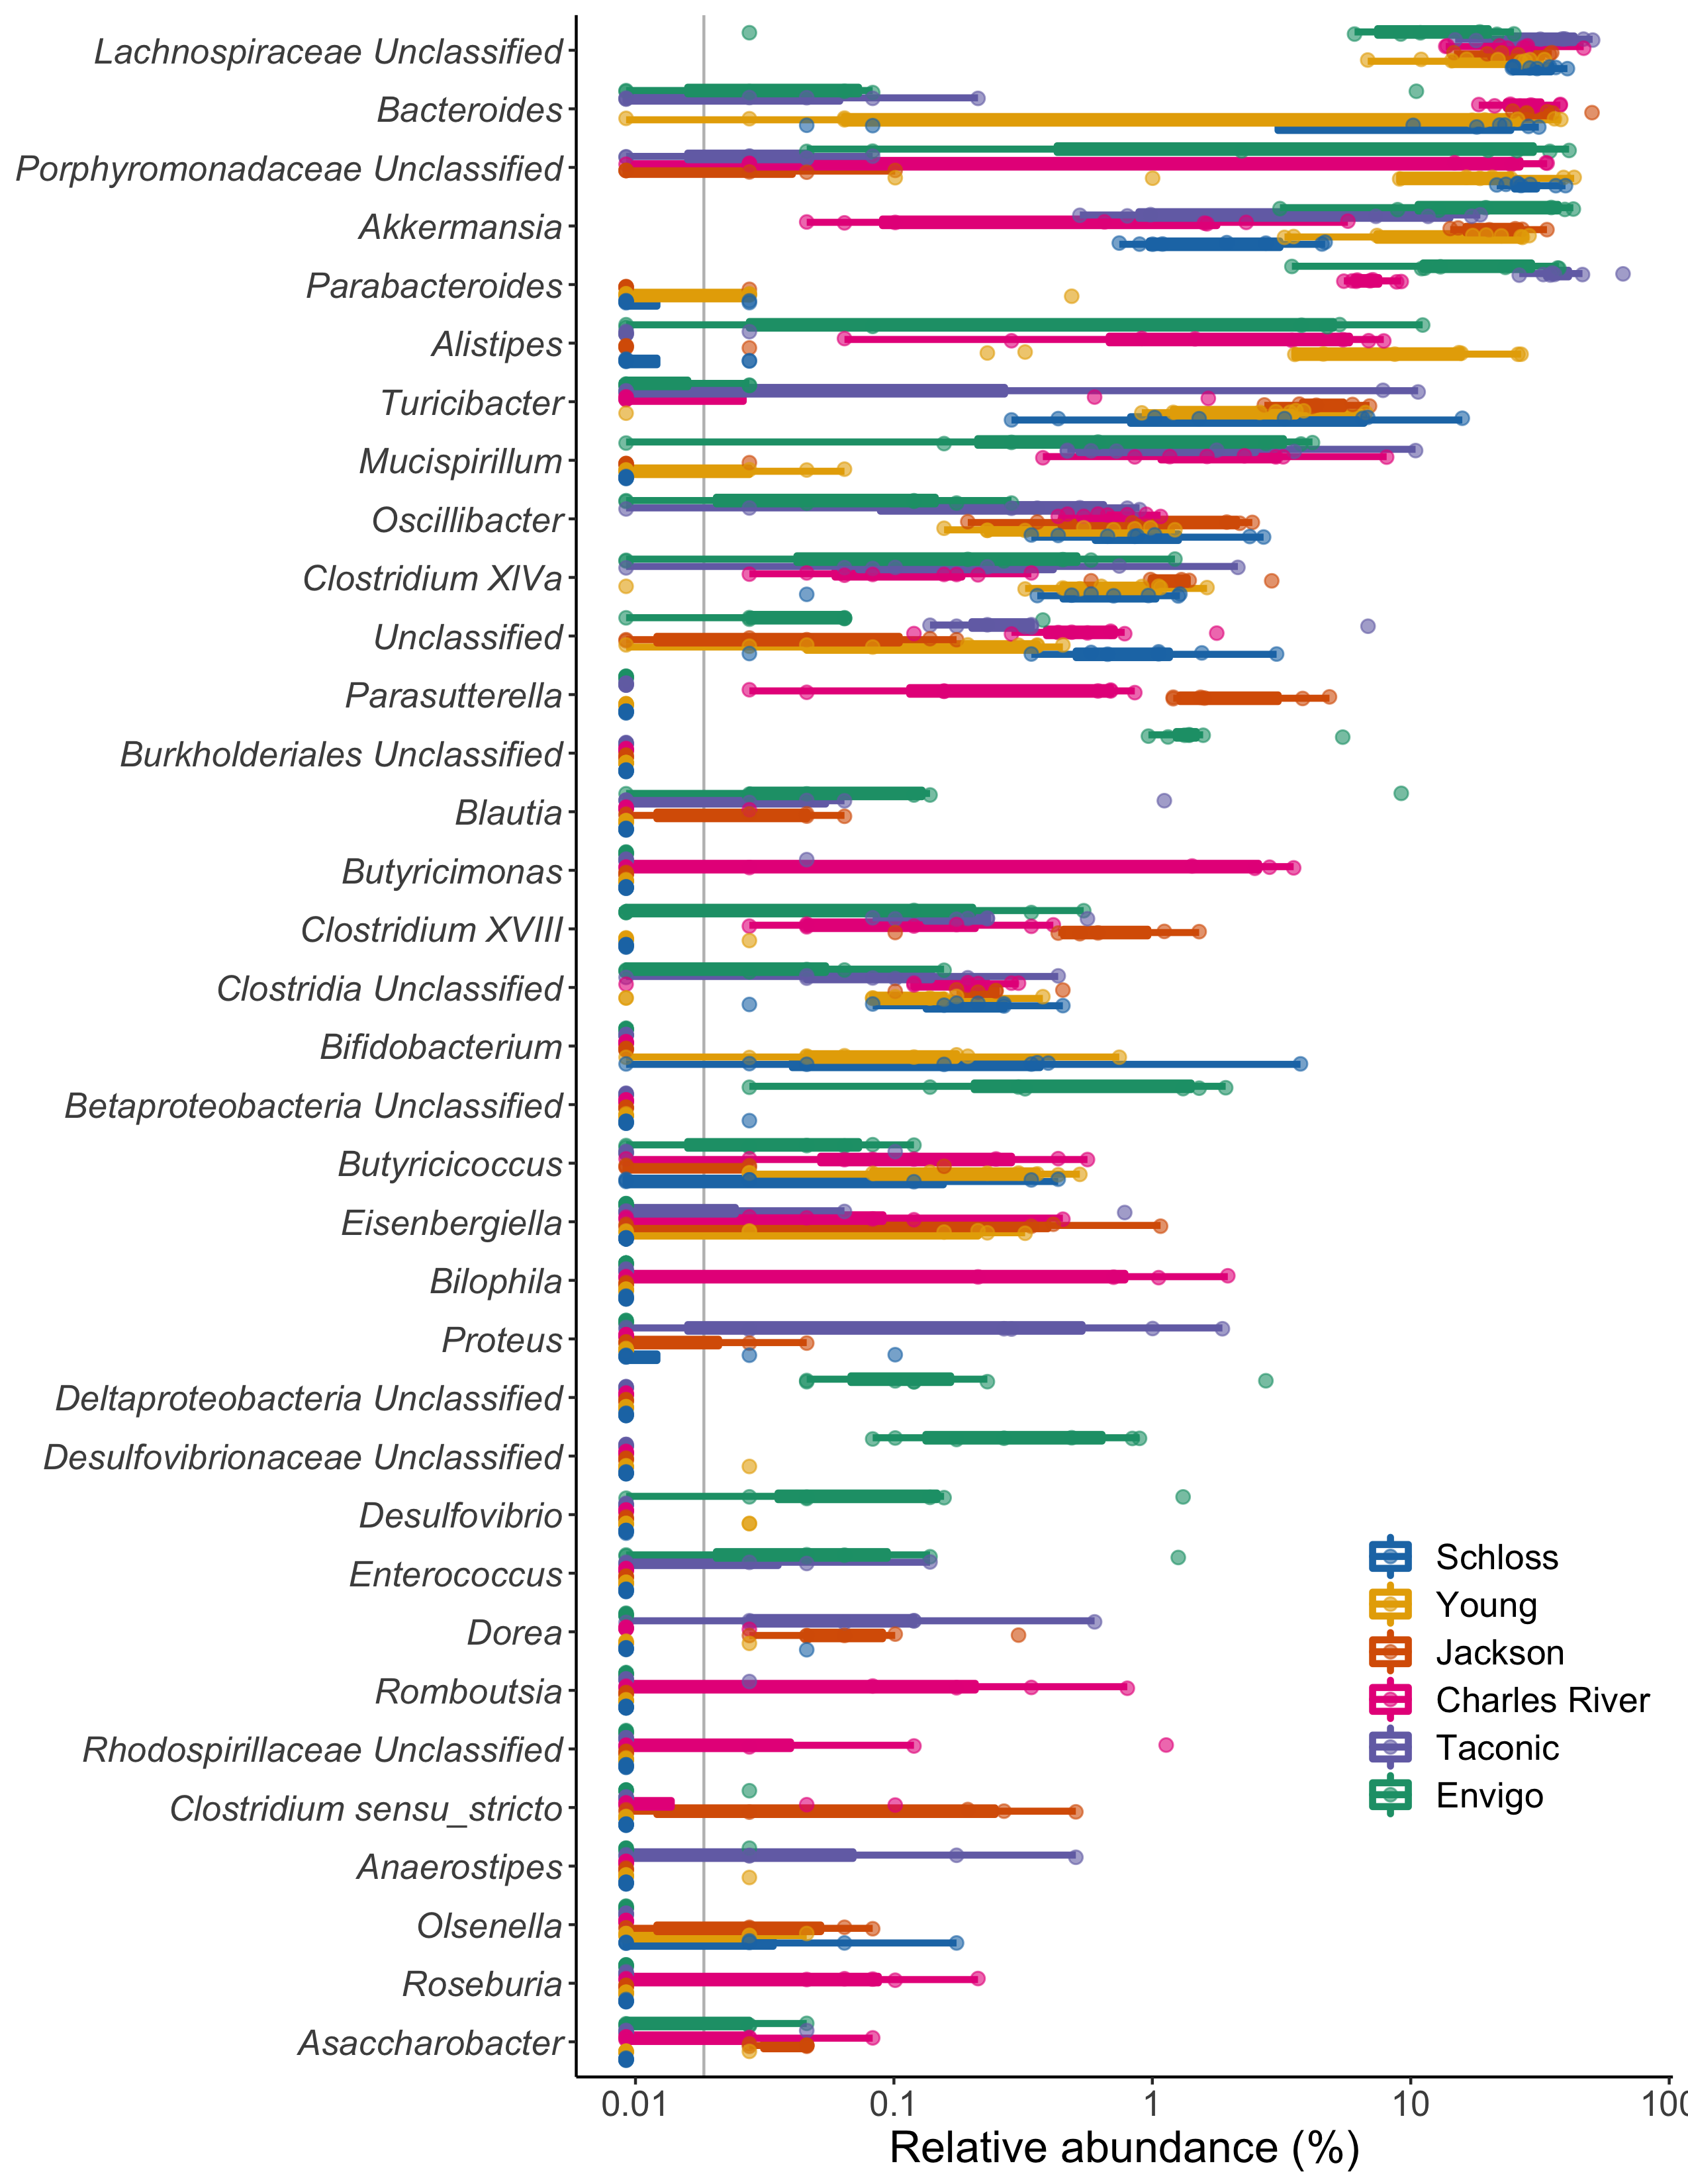 Lachnospiraceae Unclassified
Bacteroides
Porphyromonadaceae Unclassified
Akkermansia
Parabacteroides
Alistipes
Turicibacter
Mucispirillum
Oscillibacter
Clostridium XlVa
Unclassified
Parasutterella
Burkholderiales Unclassified
Blautia
Butyricimonas
Clostridium XVIII
Clostridia Unclassified
Bifidobacterium
Betaproteobacteria Unclassified
Butyricicoccus
Eisenbergiella
Bilophila
Proteus
Deltaproteobacteria Unclassified
Desulfovibrionaceae Unclassified
Desulfovibrio
Enterococcus
Dorea
Romboutsia
Rhodospirillaceae Unclassified
Clostridium sensu_stricto
Anaerostipes
Olsenella
Roseburia
Asaccharobacter
Schloss
Young
Jackson
Charles River
Taconic
Envigo
0.01 0.1 1 10 100
Relative abundance (%)